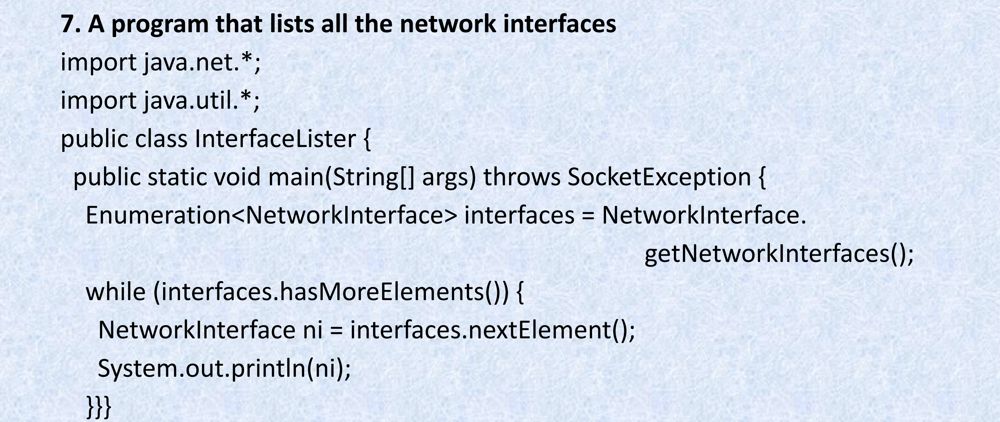 7. A program that lists all the network interfaces
import java.net.*;
import java.util.*;
public class InterfaceLister {
public static void main(String[] args) throws SocketException {
Enumeration<NetworkInterface> interfaces = NetworkInterface.
getNetworkInterfaces();
while (interfaces.hasMoreElements()) {
NetworkInterface ni = interfaces.nextElement();
System.out.println(ni);
}}}